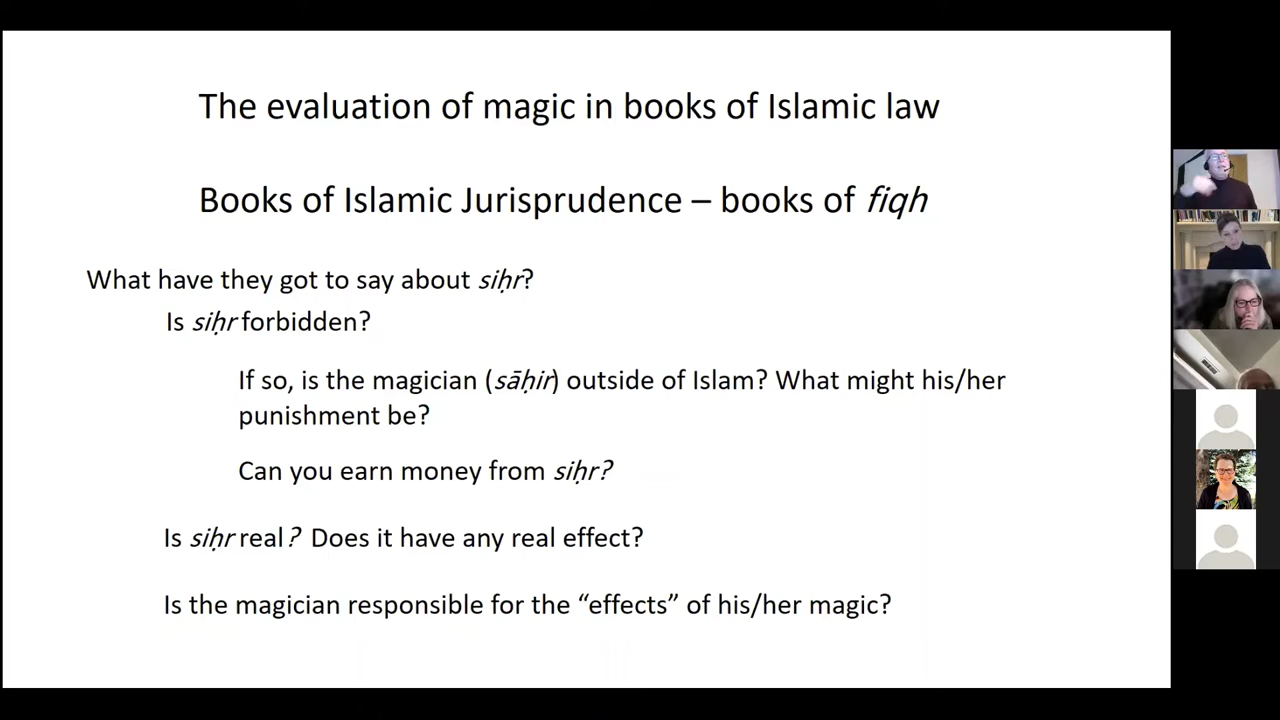 The evaluation of magic in books of Islamic law
Books of Islamic Jurisprudence – books of fiqh
What have they got to say about siḥr?
Is siḥr forbidden?
If so, is the magician (sāḥir) outside of Islam? What might his/her
punishment be?
Can you earn money from siḥr?
Is siḥr real? Does it have any real effect?
Is the magician responsible for the “effects” of his/her magic?